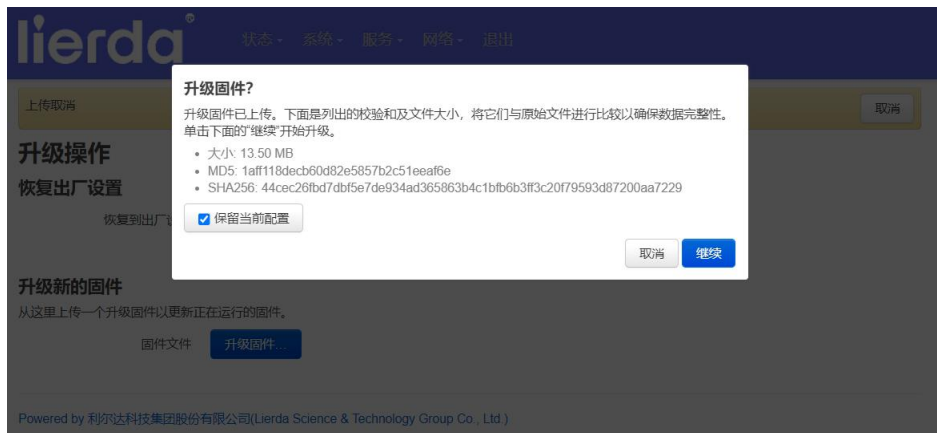 lierda®
状态 系统 服务 网络 退出
上传取消
取消
升级固件?
升级固件已上传。下面是列出的校验和及文件大小，将它们与原始文件进行比较以确保数据完整性。
单击下面的“继续”开始升级。
大小: 13.50 MB
MD5: 1aff118decb60d82e5857b2c51eeaf6e
SHA256: 44cec26fbd7dbf5e7de934ad365863b4c1bfb6b3ff3c20f79593d87200aa7229
保留当前配置
取消 继续
升级操作
恢复出厂设置
恢复到出厂
升级新的固件
从这里上传一个升级固件以更新正在运行的固件。
固件文件 升级固件...
Powered by 利尔达科技集团股份有限公司(Lierda Science & Technology Group Co., Ltd.)